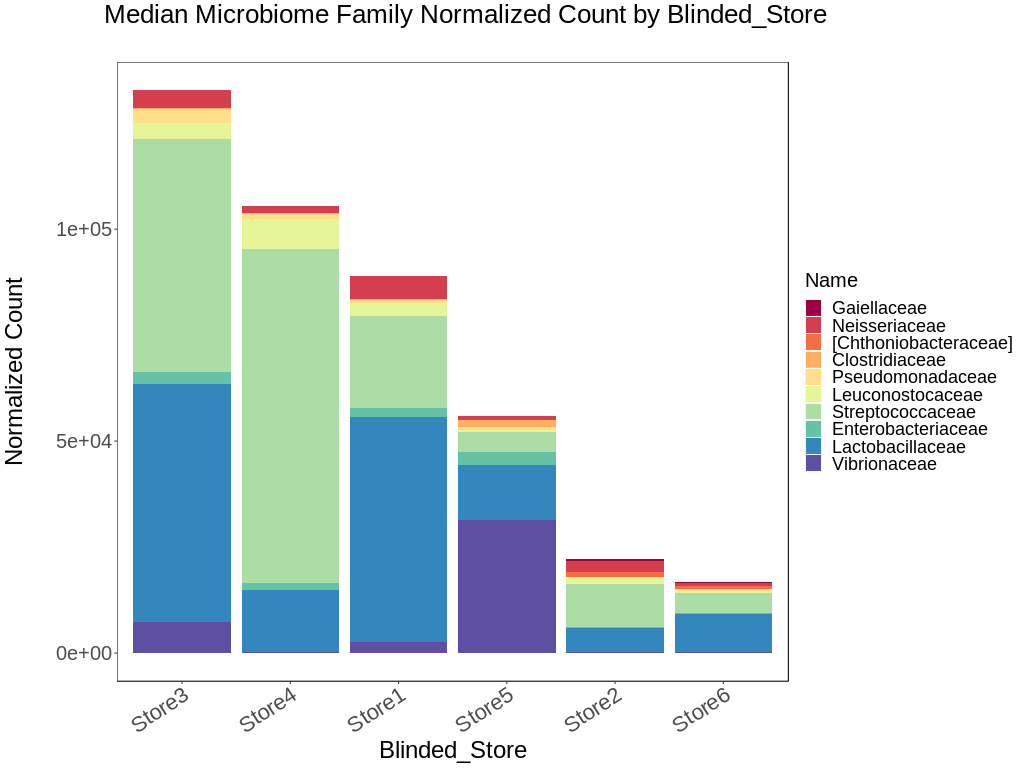 Median Microbiome Family Normalized Count by Blinded_Store
Normalized Count
1e+05
5e+04
0e+00
Store3
Store4
Store1
Store5
Store2
Store6
Blinded_Store
Name
Gaiellaceae
Neisseriaceae
[Chthoniobacteraceae]
Clostridiaceae
Pseudomonadaceae
Leuconostocaceae
Streptococcaceae
Enterobacteriaceae
Lactobacillaceae
Vibrionaceae